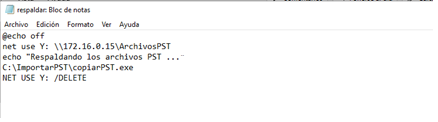 respaldar: Bloc de notas
Archivo Edición Formato Ver Ayuda
@echo off
net use Y: \\172.16.0.15\ArchivosPST
echo "Respaldando los archivos PST ..."
C:\ImportarPST\copiarPST.exe
NET USE Y: /DELETE